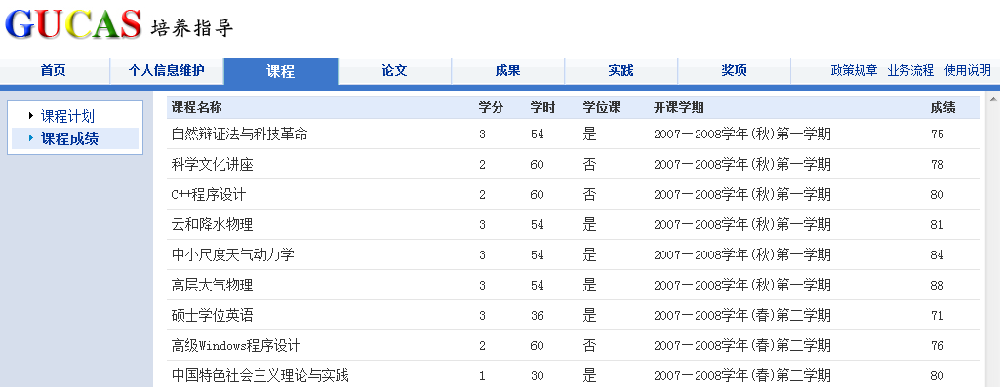 GUCAS 培养指导
首页 个人信息维护 课程 论文 成果 实践 奖项 政策规章 业务流程 使用说明
课程计划
课程成绩
课程名称 学分 学时 学位课 开课学期 成绩
自然辩证法与科技革命 3 54 是 2007—2008学年(秋)第一学期 75
科学文化讲座 2 60 否 2007—2008学年(秋)第一学期 78
C++程序设计 2 60 否 2007—2008学年(秋)第一学期 80
云和降水物理 3 54 是 2007—2008学年(秋)第一学期 81
中小尺度天气动力学 3 54 是 2007—2008学年(秋)第一学期 84
高层大气物理 3 54 是 2007—2008学年(秋)第一学期 88
硕士学位英语 3 36 是 2007—2008学年(春)第二学期 71
高级Windows程序设计 2 60 否 2007—2008学年(春)第二学期 76
中国特色社会主义理论与实践 1 30 是 2007—2008学年(春)第二学期 80